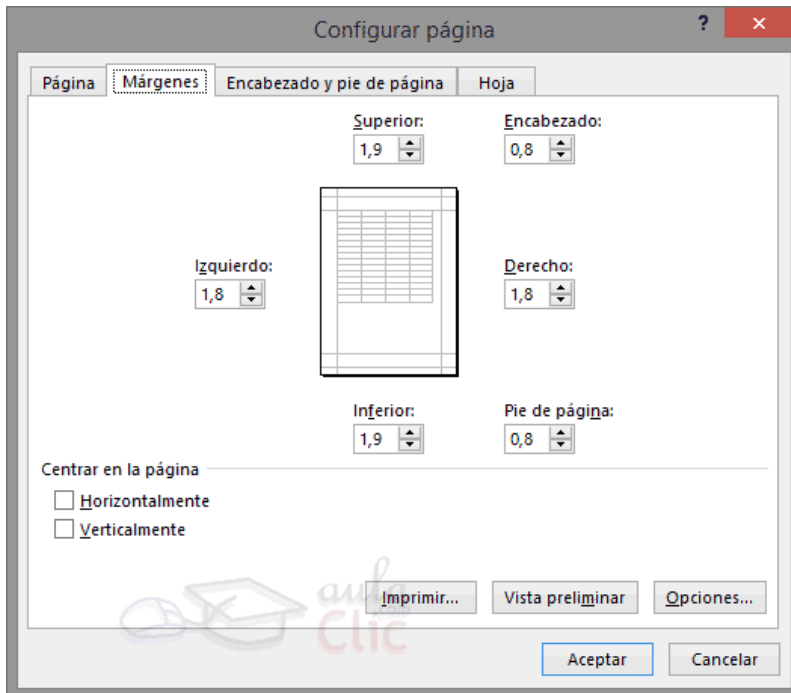 Configurar página ? ×
Página Márgenes Encabezado y pie de página Hoja
Superior: Encabezado:
1,9 0,8
Izquierdo: Derecho:
1,8 1,8
Inferior: Pie de página:
1,9 0,8
Centrar en la página
Horizontalmente
Verticalmente
aula
Clic
Imprimir... Vista preliminar Opciones...
Aceptar Cancelar